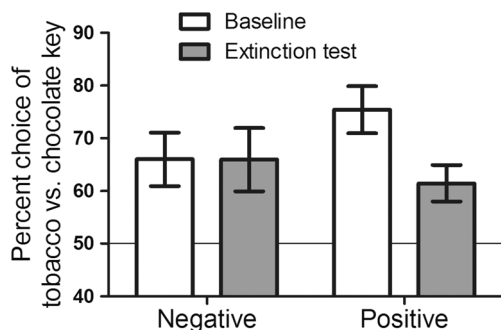 Baseline
Extinction test
Percent choice of
tobacco vs. chocolate key
90
80
70
60
50
40
Negative
Positive